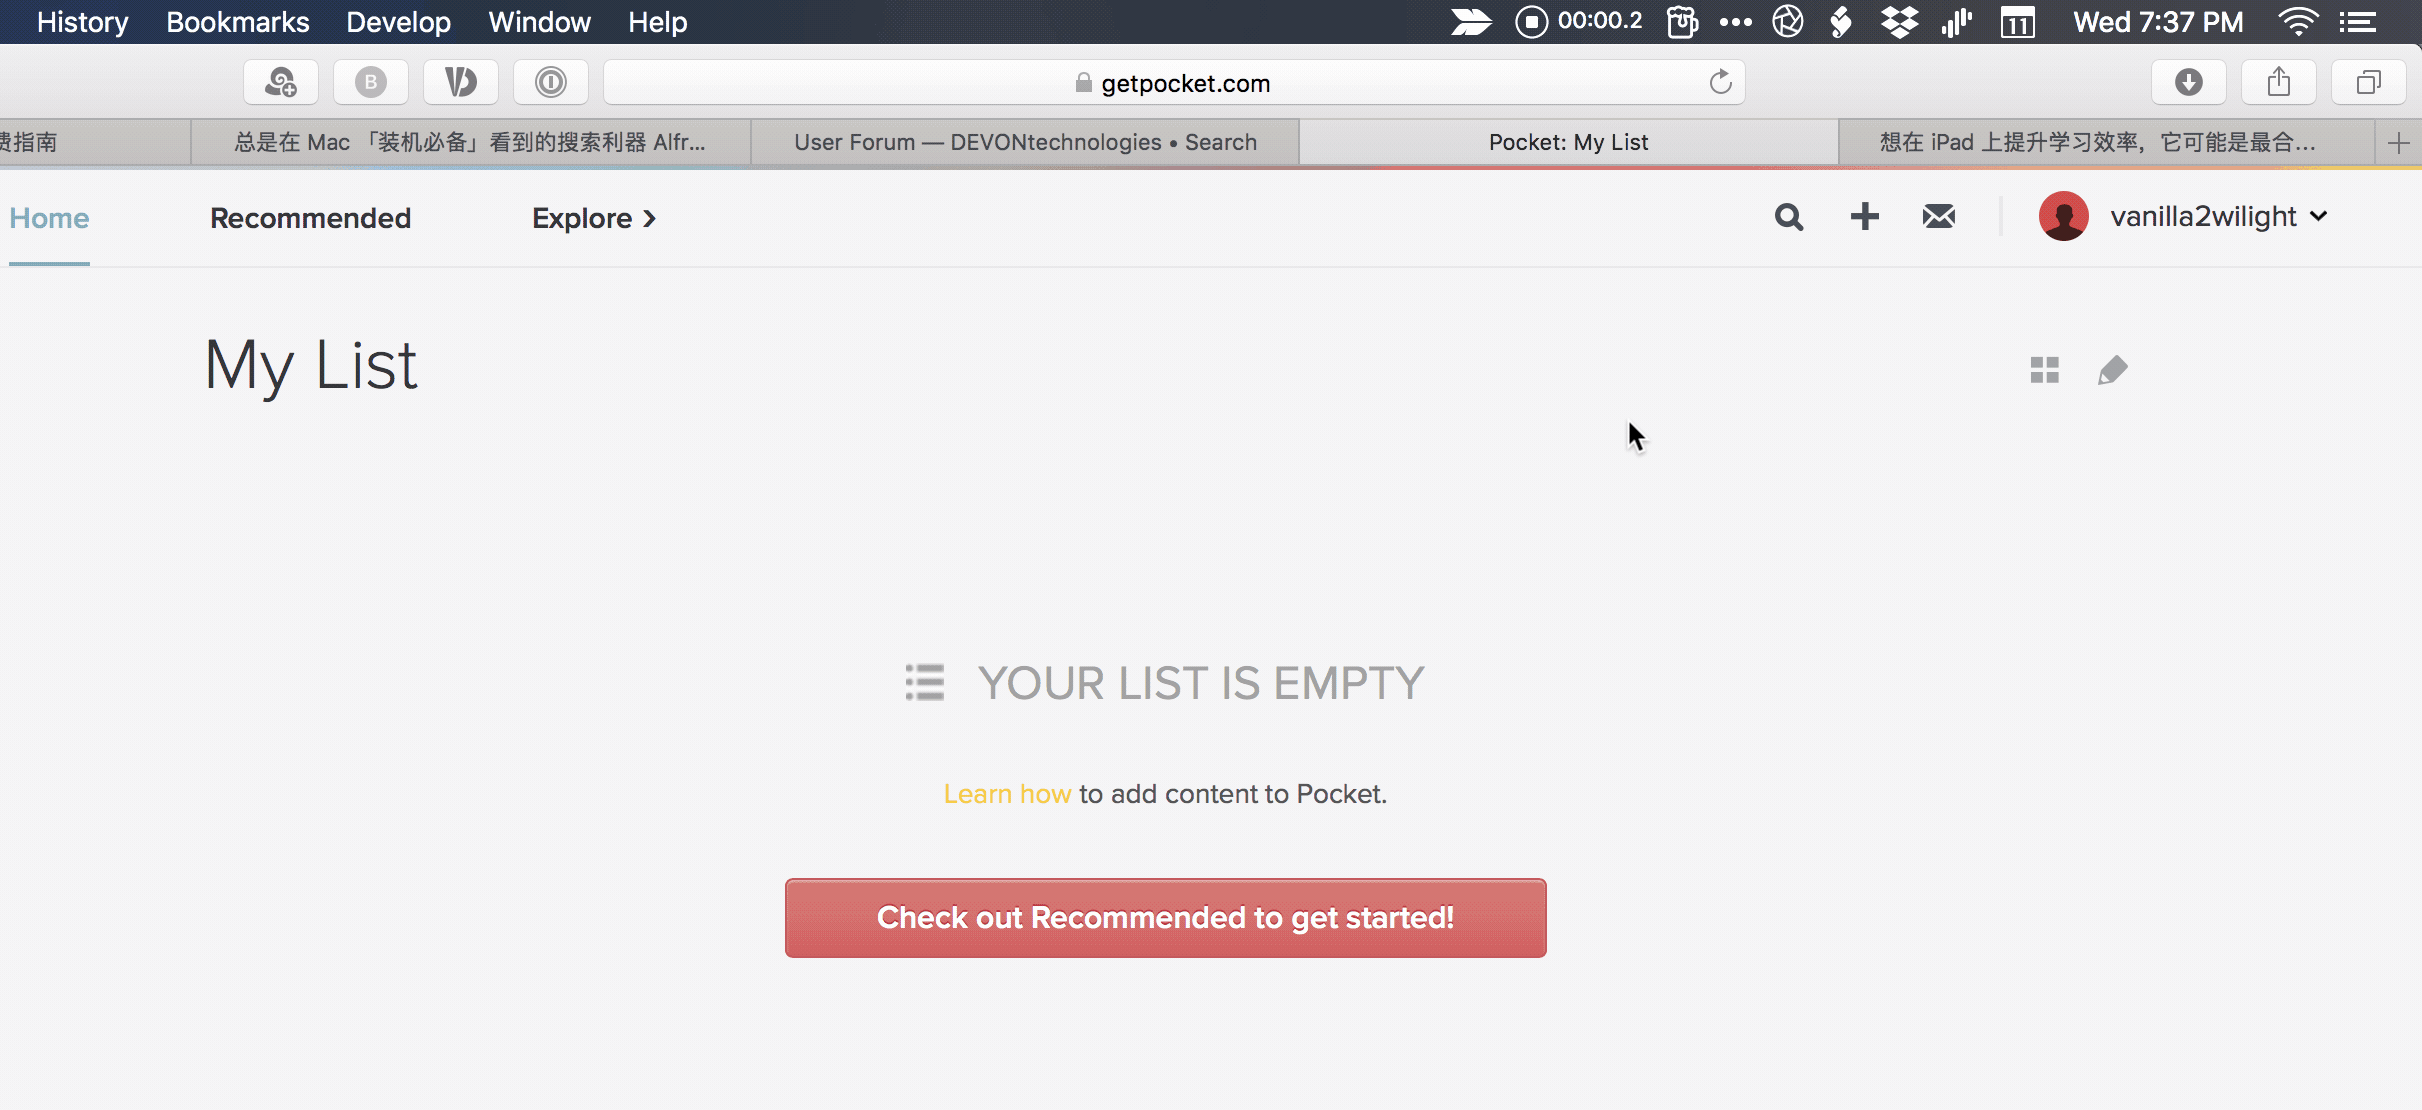 History Bookmarks Develop Window Help 00:00.2 11 Wed 7:37 PM
B getpocket.com
费指南 总是在 Mac 「装机必备」看到的搜索利器 Alfr... User Forum — DEVONtechnologies • Search Pocket: My List 想在 iPad 上提升学习效率，它可能是最合...
Home Recommended Explore vanilla2wilight
My List
YOUR LIST IS EMPTY
Learn how to add content to Pocket.
Check out Recommended to get started!